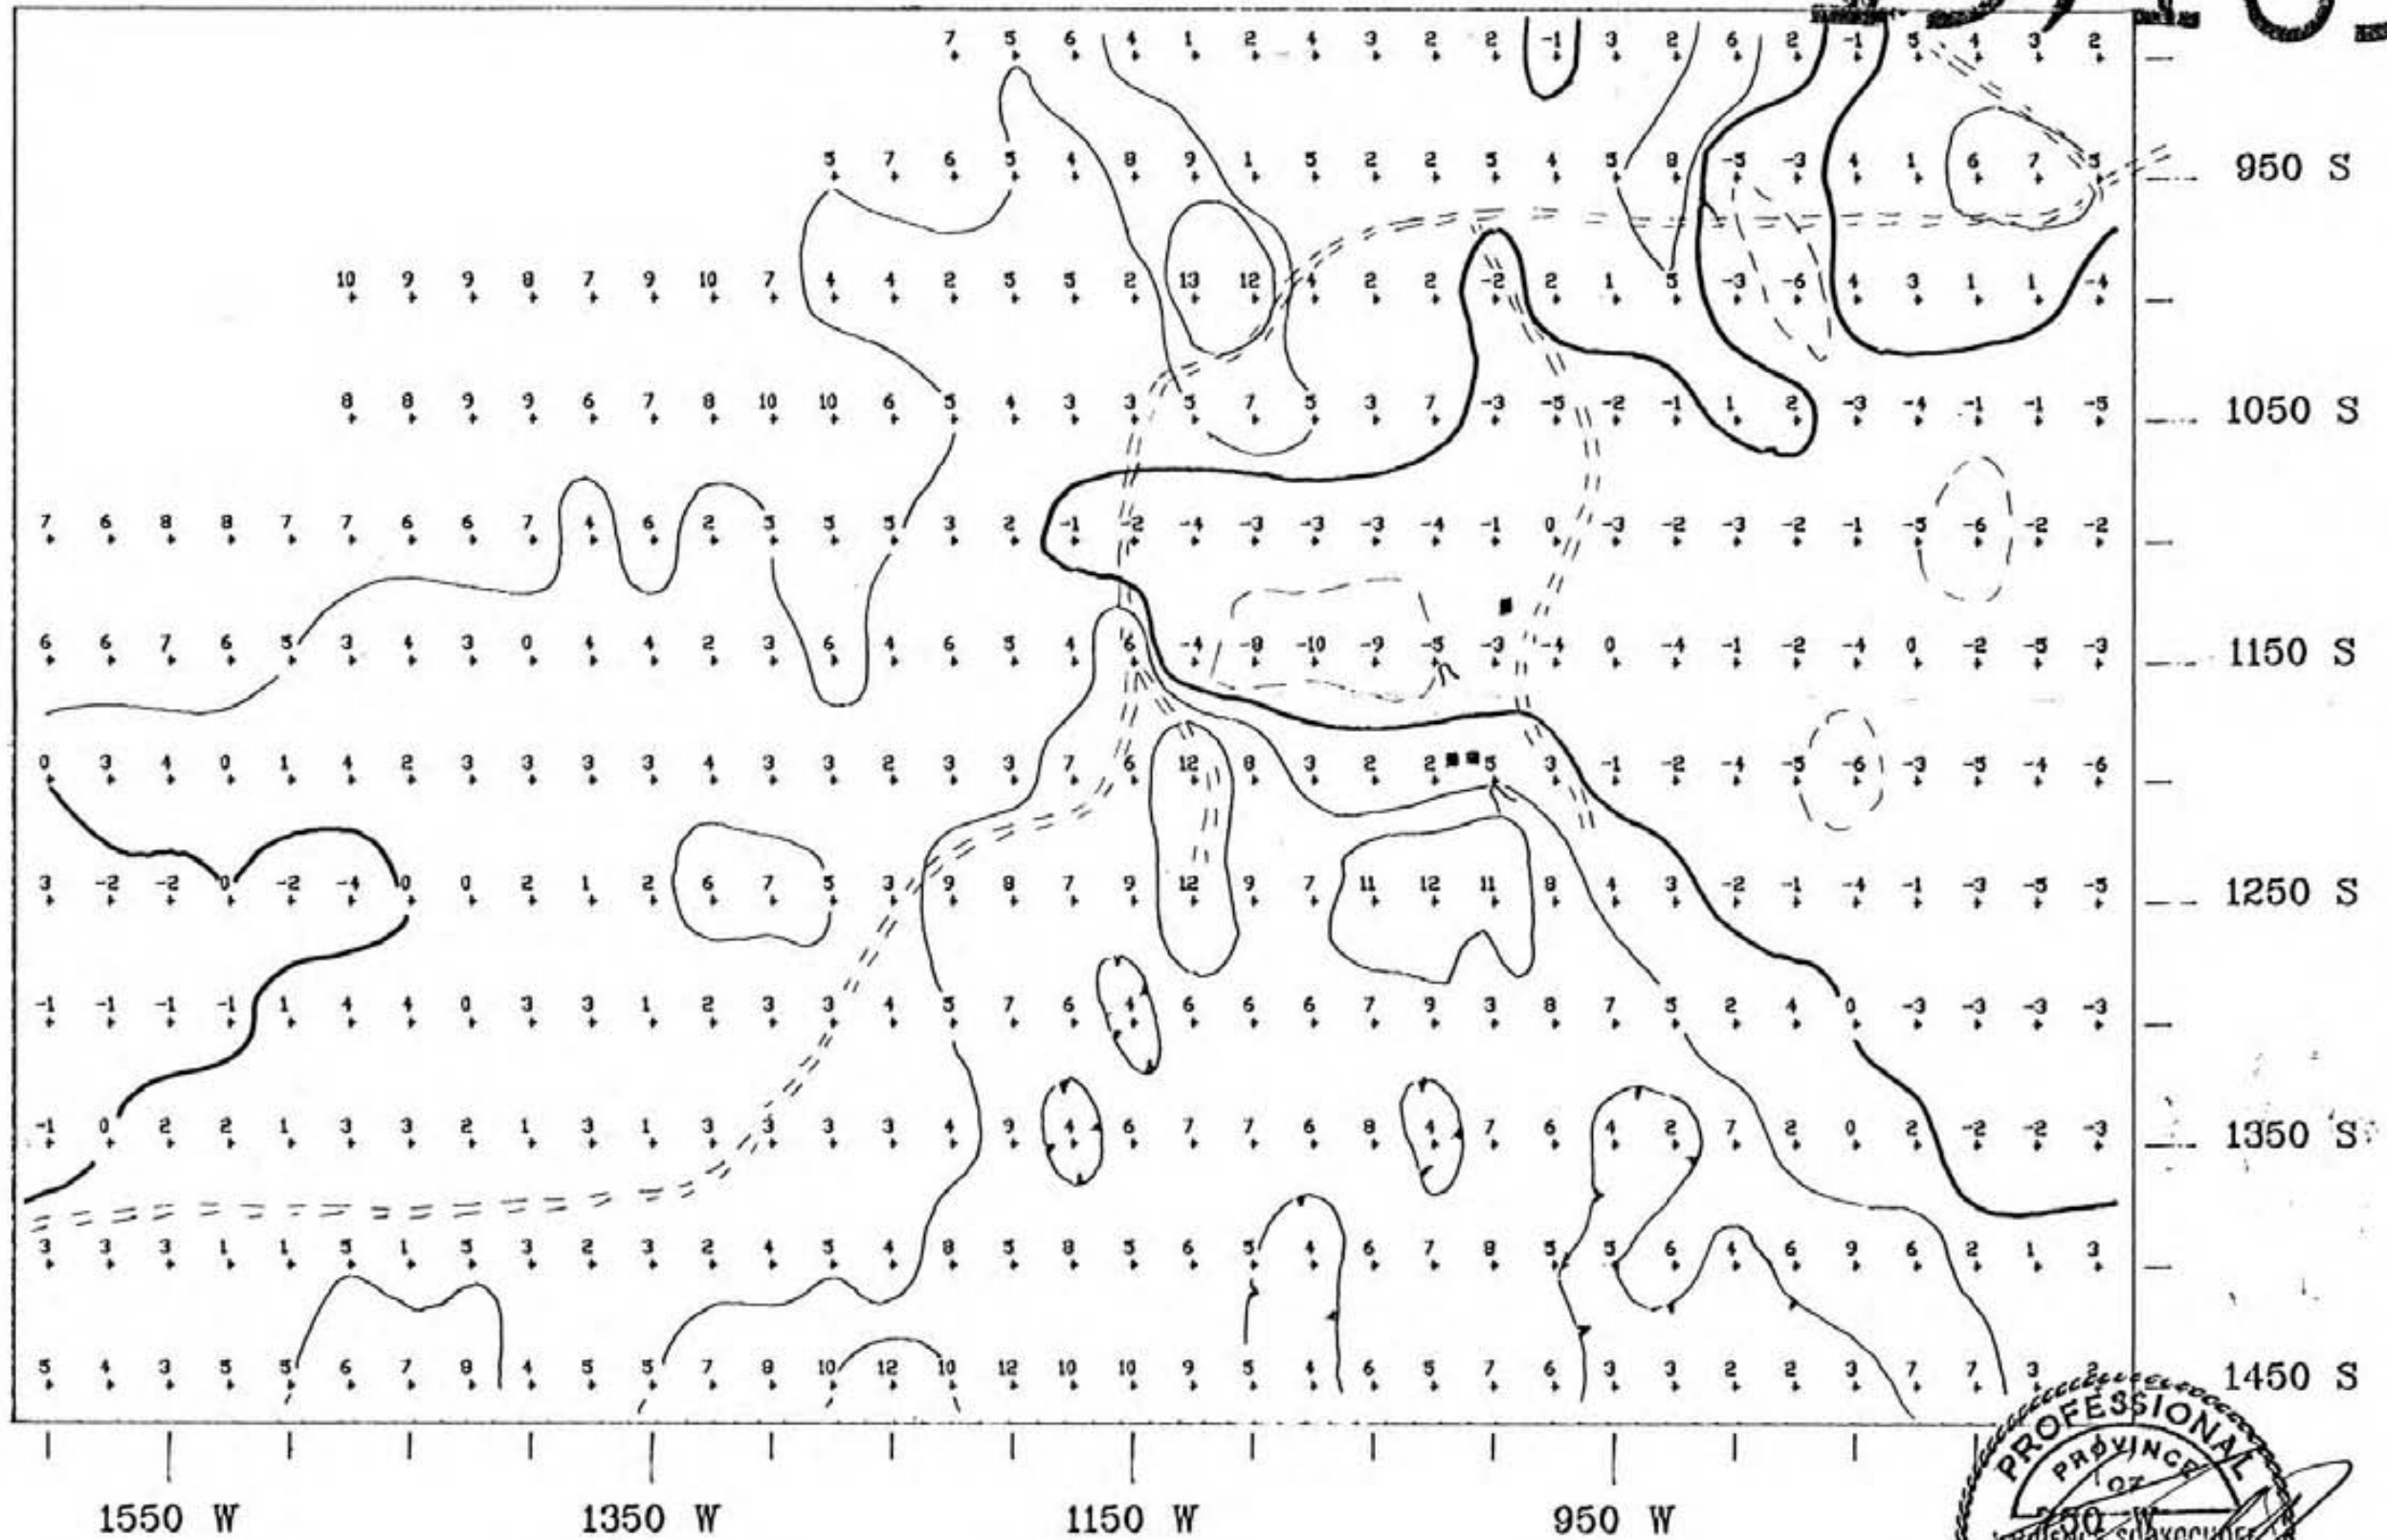 7 5 6 4 1 2 4 3 2 2 -1 3 2 6 2 -1 5 4 3 2
5 7 6 5 4 8 9 1 5 2 2 5 4 5 8 -5 -3 4 1 6 7 5 950 S
10 9 9 8 7 9 10 7 4 4 2 5 5 2 13 12 4 2 2 -2 2 1 5 -3 -6 4 3 1 1 -4
8 8 9 9 6 7 8 10 10 6 5 4 3 3 5 7 5 3 7 -3 -5 -2 -1 1 2 -3 -4 -1 -1 -5 1050 S
7 6 8 8 7 7 6 6 7 4 6 2 5 5 5 3 2 -1 -2 -4 -3 -3 -3 -4 -1 0 -3 -2 -3 -2 -1 -5 -6 -2 -2
6 6 7 6 5 3 4 3 0 4 4 2 3 6 4 6 5 4 6 -4 -8 -10 -9 -5 -3 -4 0 -4 -1 -2 -4 0 -2 -5 -3 1150 S
0 3 4 0 1 4 2 3 3 3 3 4 3 3 2 3 3 7 6 12 8 3 2 2 5 3 -1 -2 -4 -5 -6 -3 -5 -4 -6
3 -2 -2 0 -2 -4 0 0 2 1 2 6 7 5 3 9 8 7 9 12 9 7 11 12 11 8 4 3 -2 -1 -4 -1 -3 -5 -5 1250 S
-1 -1 -1 -1 1 4 4 0 3 3 1 2 3 3 4 5 7 6 4 6 6 6 7 9 3 8 7 5 2 4 0 -3 -3 -3 -3
-1 0 2 2 1 3 3 2 1 3 1 3 3 3 3 4 9 4 6 7 7 6 8 4 7 6 4 2 7 2 0 2 -2 -2 -3 1350 S
3 3 3 1 1 5 1 5 3 2 3 2 4 5 4 8 5 8 5 6 5 4 6 7 8 5 5 6 4 6 9 6 2 1 3
5 4 3 5 5 6 7 8 4 5 5 7 8 10 12 10 12 10 10 9 5 4 6 5 7 6 3 3 2 2 3 7 7 3 2 1450 S
1550 W 1350 W 1150 W 950 W
PROFESSIONAL
PROVINCE
OF